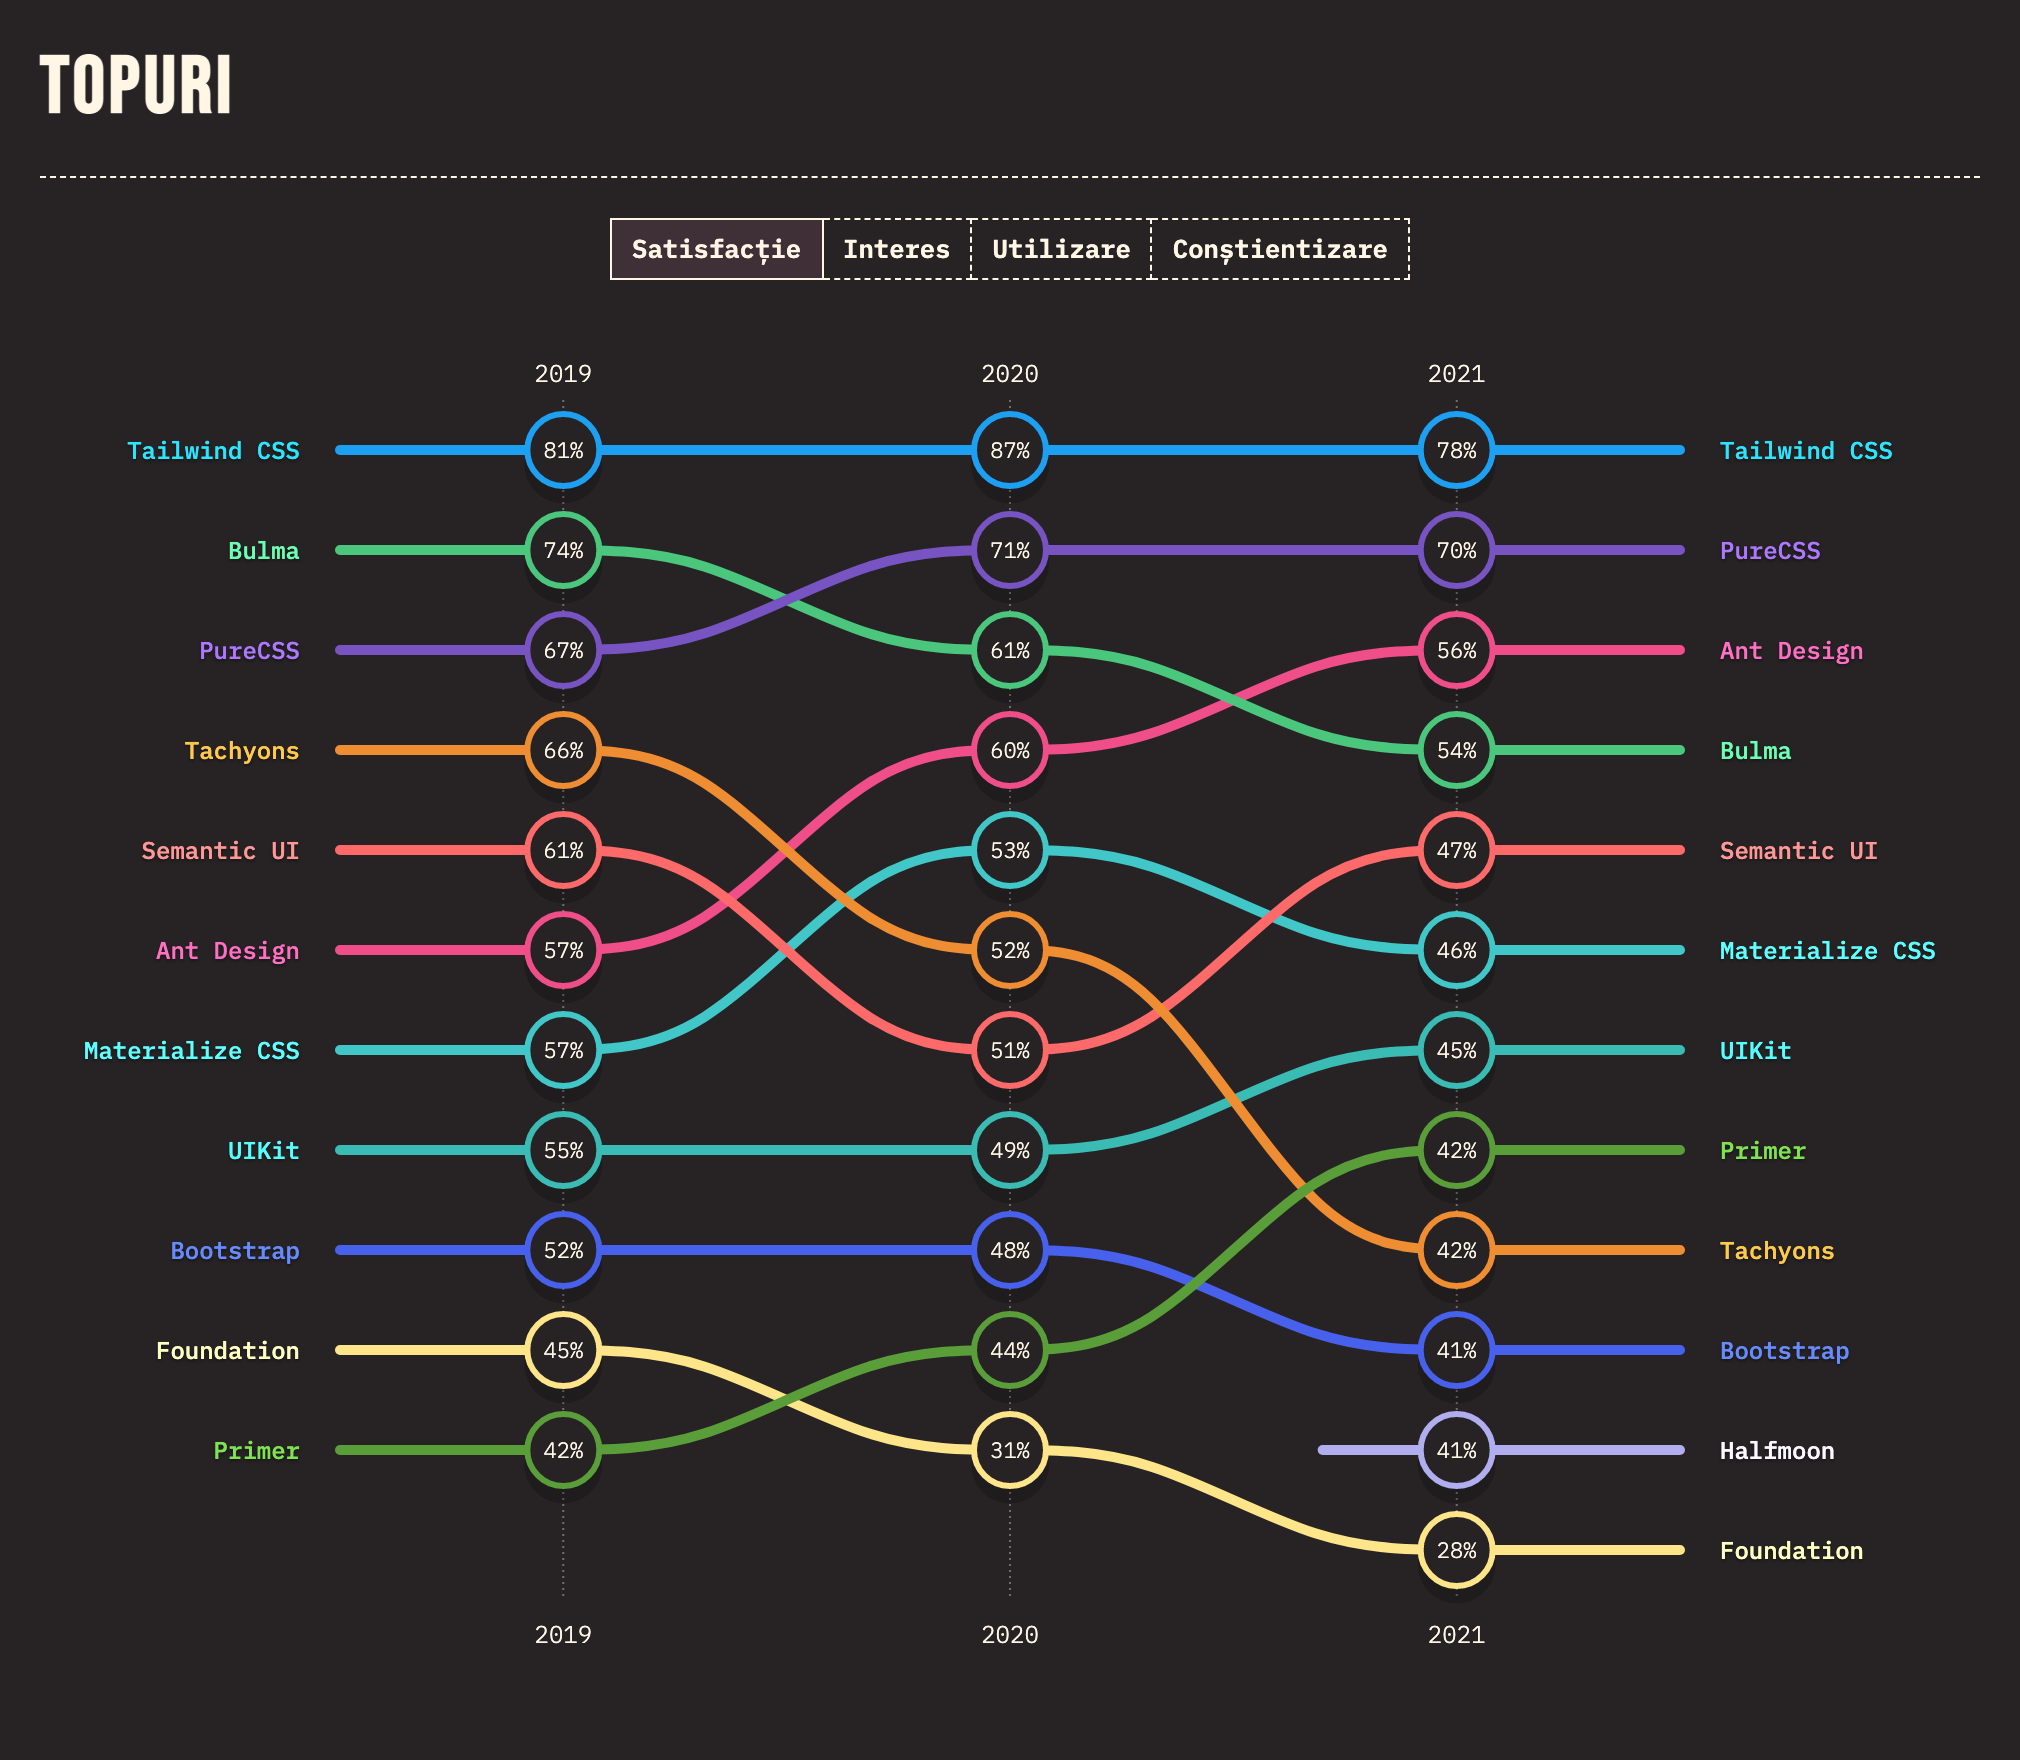 TOPURI
Satisfacție Interes Utilizare Conștientizare
2019 2020 2021
Tailwind CSS 81% 87% 78% Tailwind CSS
Bulma 74% 71% 70% PureCSS
PureCSS 67% 61% 56% Ant Design
Tachyons 66% 60% 54% Bulma
Semantic UI 61% 53% 47% Semantic UI
Ant Design 57% 52% 46% Materialize CSS
Materialize CSS 57% 51% 45% UIKit
UIKit 55% 49% 42% Primer
Bootstrap 52% 48% 42% Tachyons
Foundation 45% 44% 41% Bootstrap
Primer 42% 31% 41% Halfmoon
28% Foundation
2019 2020 2021